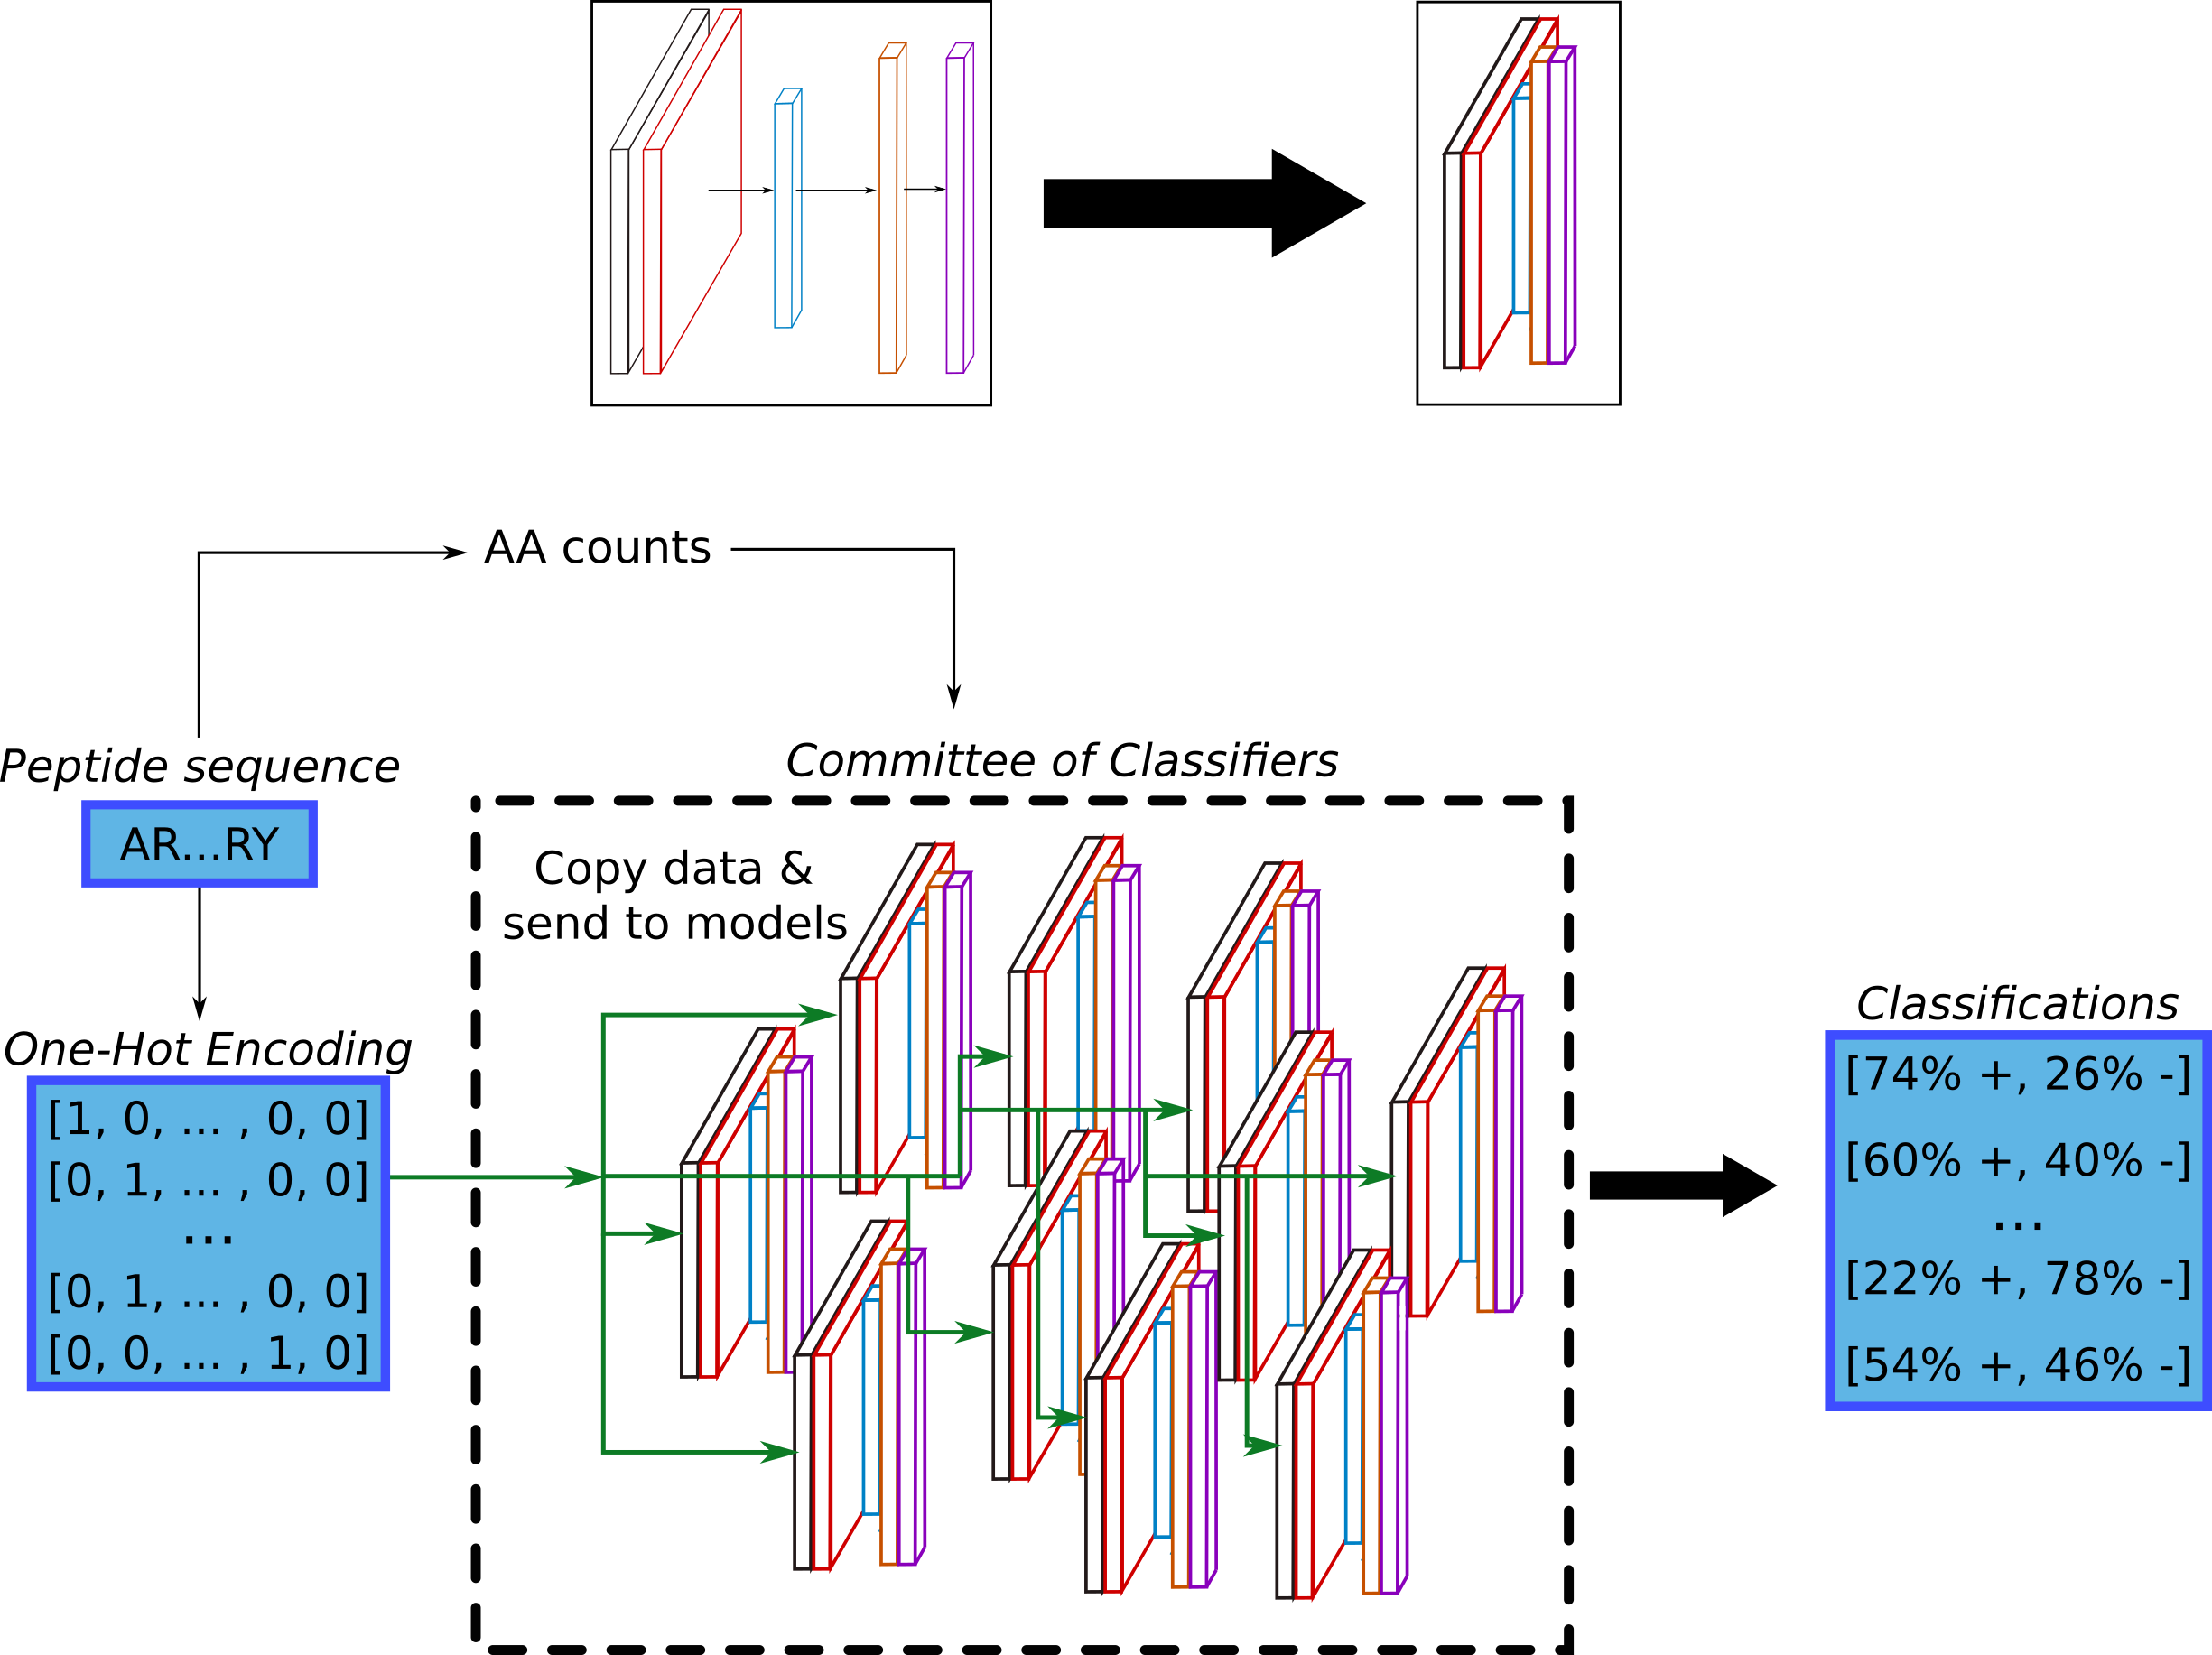 AA counts
Peptide sequence
AR...RY
One-Hot Encoding
[1, 0, ... , 0, 0]
[0, 1, ... , 0, 0]
...
[0, 1, ... , 0, 0]
[0, 0, ... , 1, 0]
Committee of Classifiers
Copy data &
send to models
Classifications
[74% +, 26% -]
[60% +, 40% -]
...
[22% +, 78% -]
[54% +, 46% -]